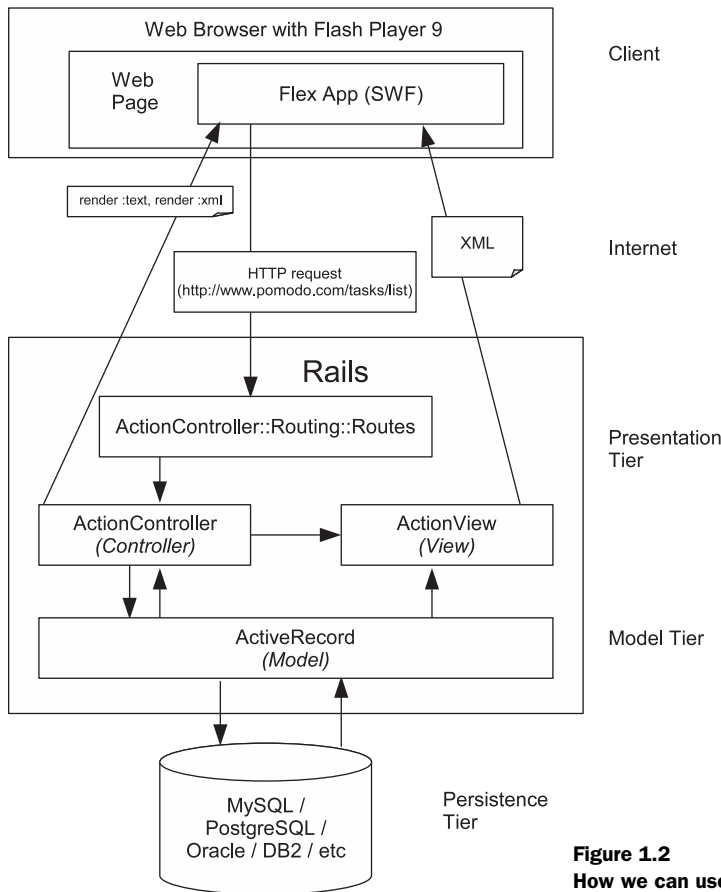 Web Browser with Flash Player 9
Client
Web
Page
Flex App (SWF)
render :text, render :xml
XML
Internet
HTTP request
(http://www.pomodo.com/tasks/list)
Rails
ActionController::Routing::Routes
Presentation
Tier
ActionController
(Controller)
ActionView
(View)
ActiveRecord
(Model)
Model Tier
MySQL /
PostgreSQL /
Oracle / DB2 / etc
Persistence
Tier
Figure 1.2
How we can use